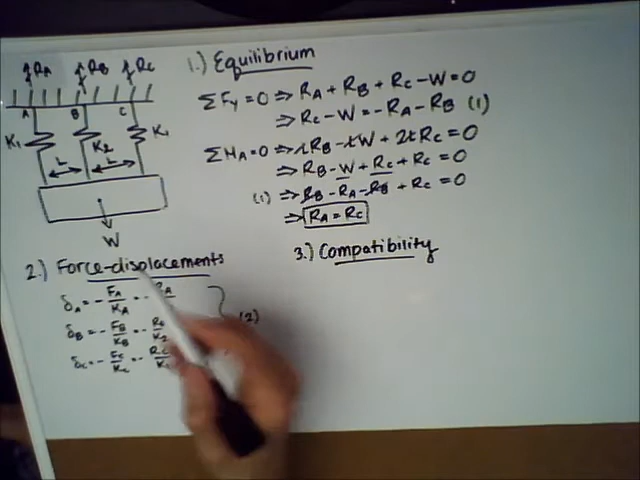 RA RB RC
A B C
K1 K2 K1
L L
W
1.) Equilibrium
ΣFy=0 ⇒ RA + RB + RC - W = 0
⇒ RC - W = - RA - RB (1)
ΣMA=0 ⇒ LRB - LW + 2LRC = 0
⇒ RB - W + RC + RC = 0
(1) ⇒ RB - RA - RB + RC = 0
⇒ RA = RC
2.) Force-displacements
δA = - FA/KA = - RA
δB = - FB/KB = - RB/K2
δC = - FC/KC = - RC/K1
(2)
3.) Compatibility